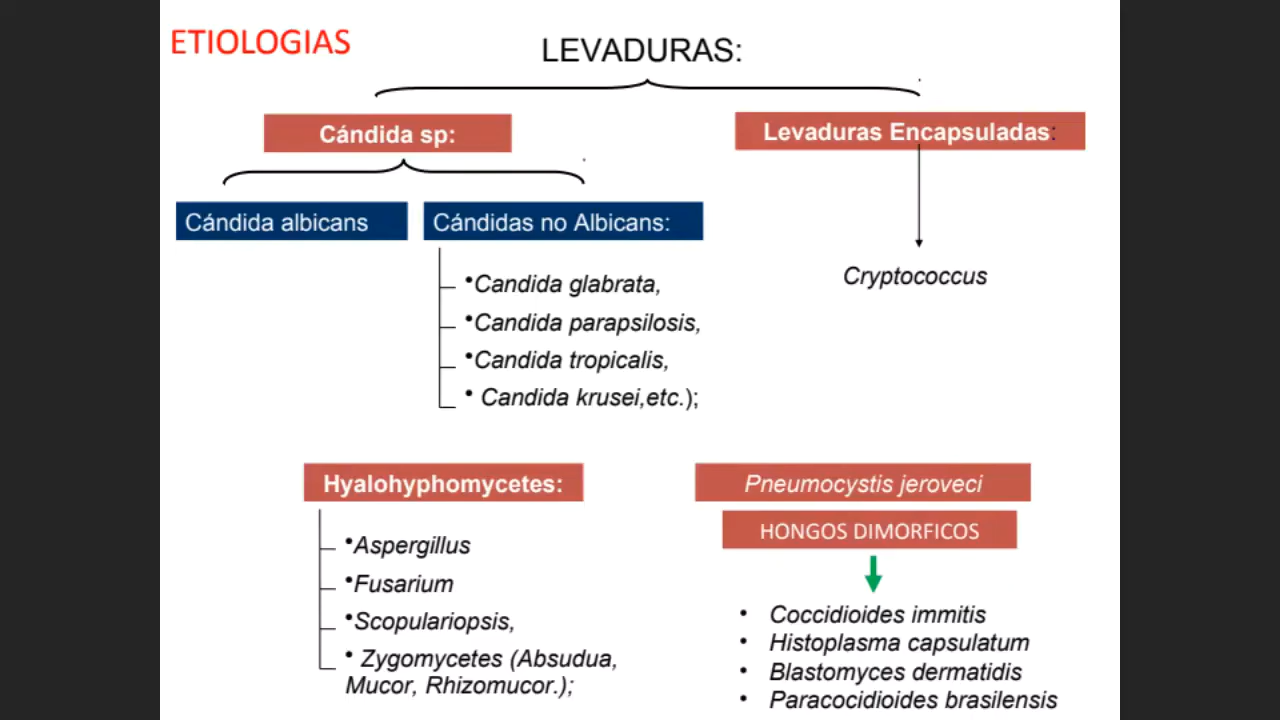 ETIOLOGIAS
LEVADURAS:
Cándida sp:
Levaduras Encapsuladas:
Cándida albicans
Cándidas no Albicans:
•Candida glabrata,
•Candida parapsilosis,
•Candida tropicalis,
• Candida krusei,etc.);
Cryptococcus
Hyalohyphomycetes:
•Aspergillus
•Fusarium
•Scopulariopsis,
• Zygomycetes (Absudua,
Mucor, Rhizomucor.);
Pneumocystis jeroveci
HONGOS DIMORFICOS
• Coccidioides immitis
• Histoplasma capsulatum
• Blastomyces dermatidis
• Paracocidioides brasilensis